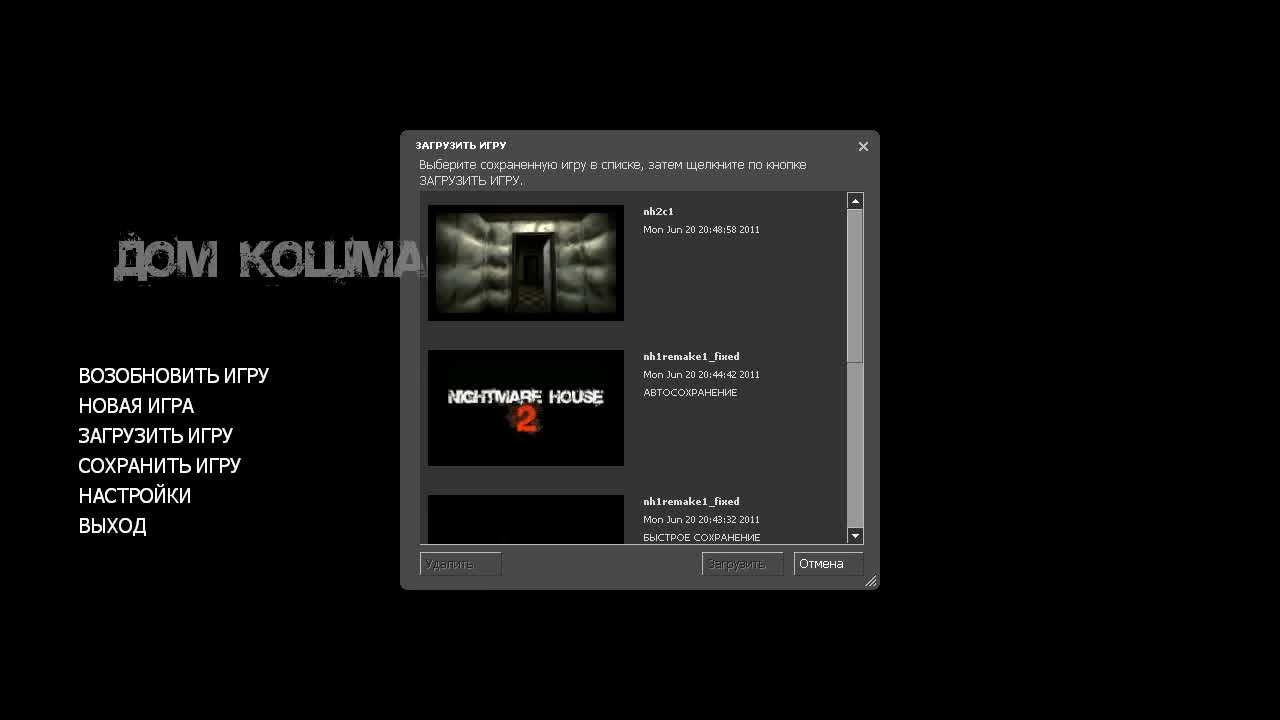 ДОМ КОШМА
ВОЗОБНОВИТЬ ИГРУ
НОВАЯ ИГРА
ЗАГРУЗИТЬ ИГРУ
СОХРАНИТЬ ИГРУ
НАСТРОЙКИ
ВЫХОД
ЗАГРУЗИТЬ ИГРУ
Выберите сохраненную игру в списке, затем щелкните по кнопке
ЗАГРУЗИТЬ ИГРУ.
nh2c1
Mon Jun 20 20:48:58 2011
NIGHTMARE HOUSE
2
nh1remake1_fixed
Mon Jun 20 20:44:42 2011
АВТОСОХРАНЕНИЕ
nh1remake1_fixed
Mon Jun 20 20:43:32 2011
БЫСТРОЕ СОХРАНЕНИЕ
Удалить
Загрузить
Отмена